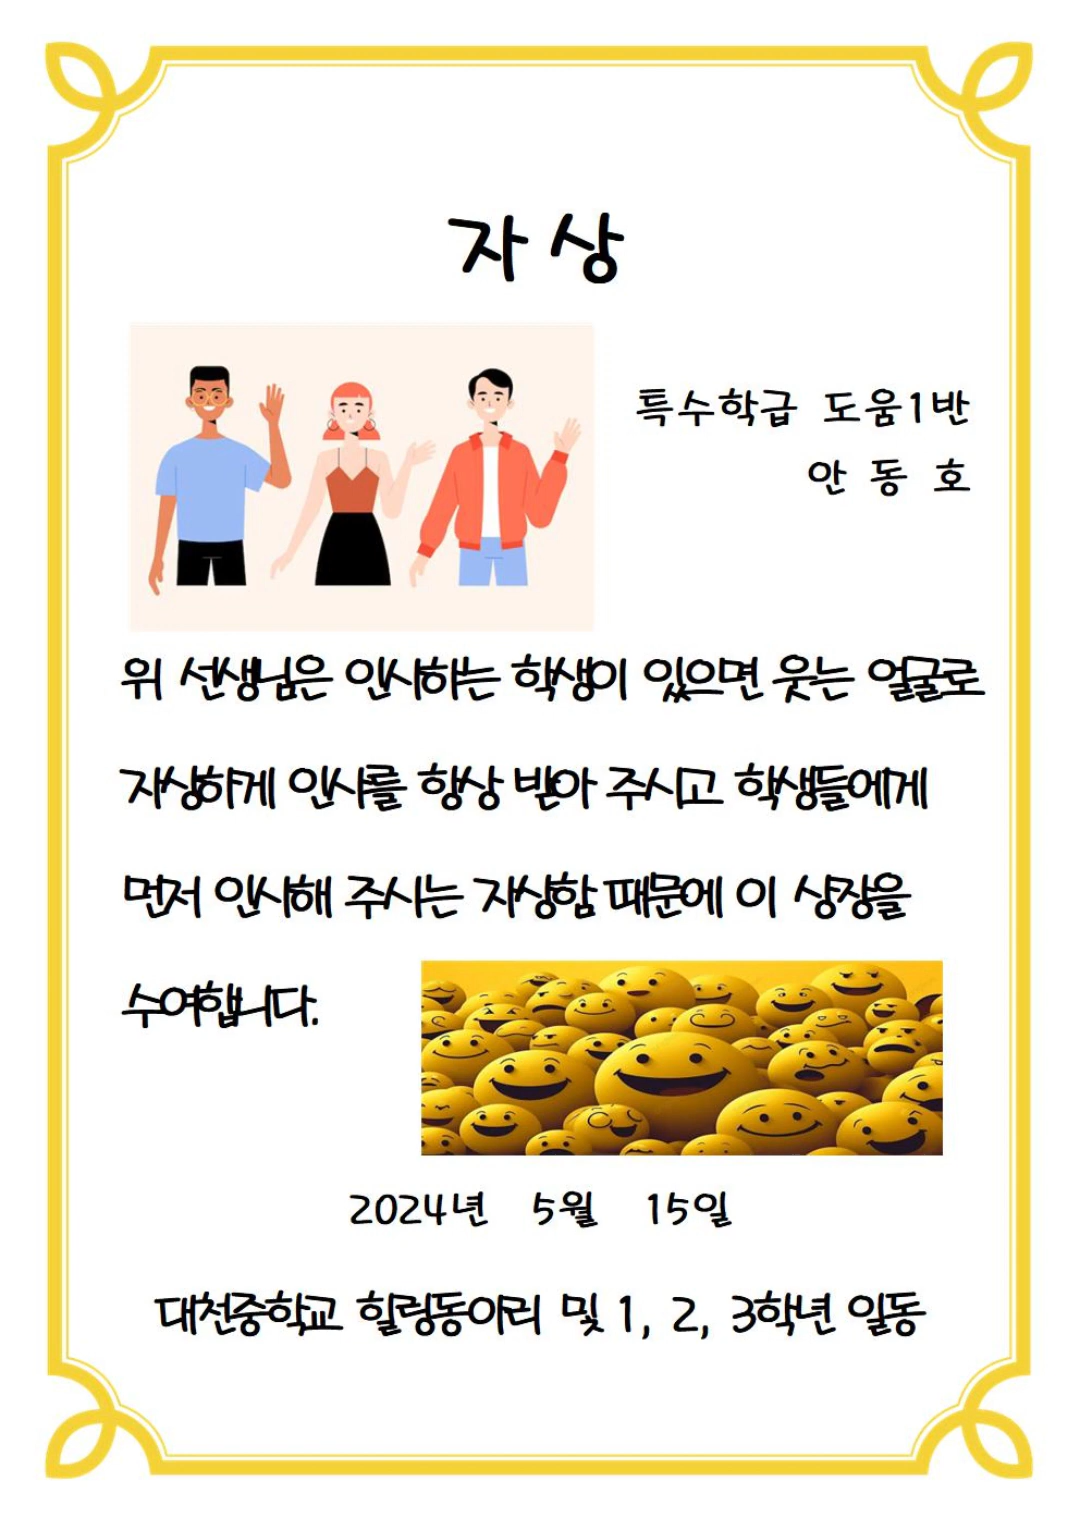 자 상
특수학급 도움1반
안 동 호
위 선생님은 인사하는 학생이 있으면 웃는 얼굴로
자상하게 인사를 항상 받아 주시고 학생들에게
먼저 인사해 주시는 자상함 때문에 이 상장을
수여합니다.
2024년 5월 15일
대천중학교 힐링동아리 및 1, 2, 3학년 일동